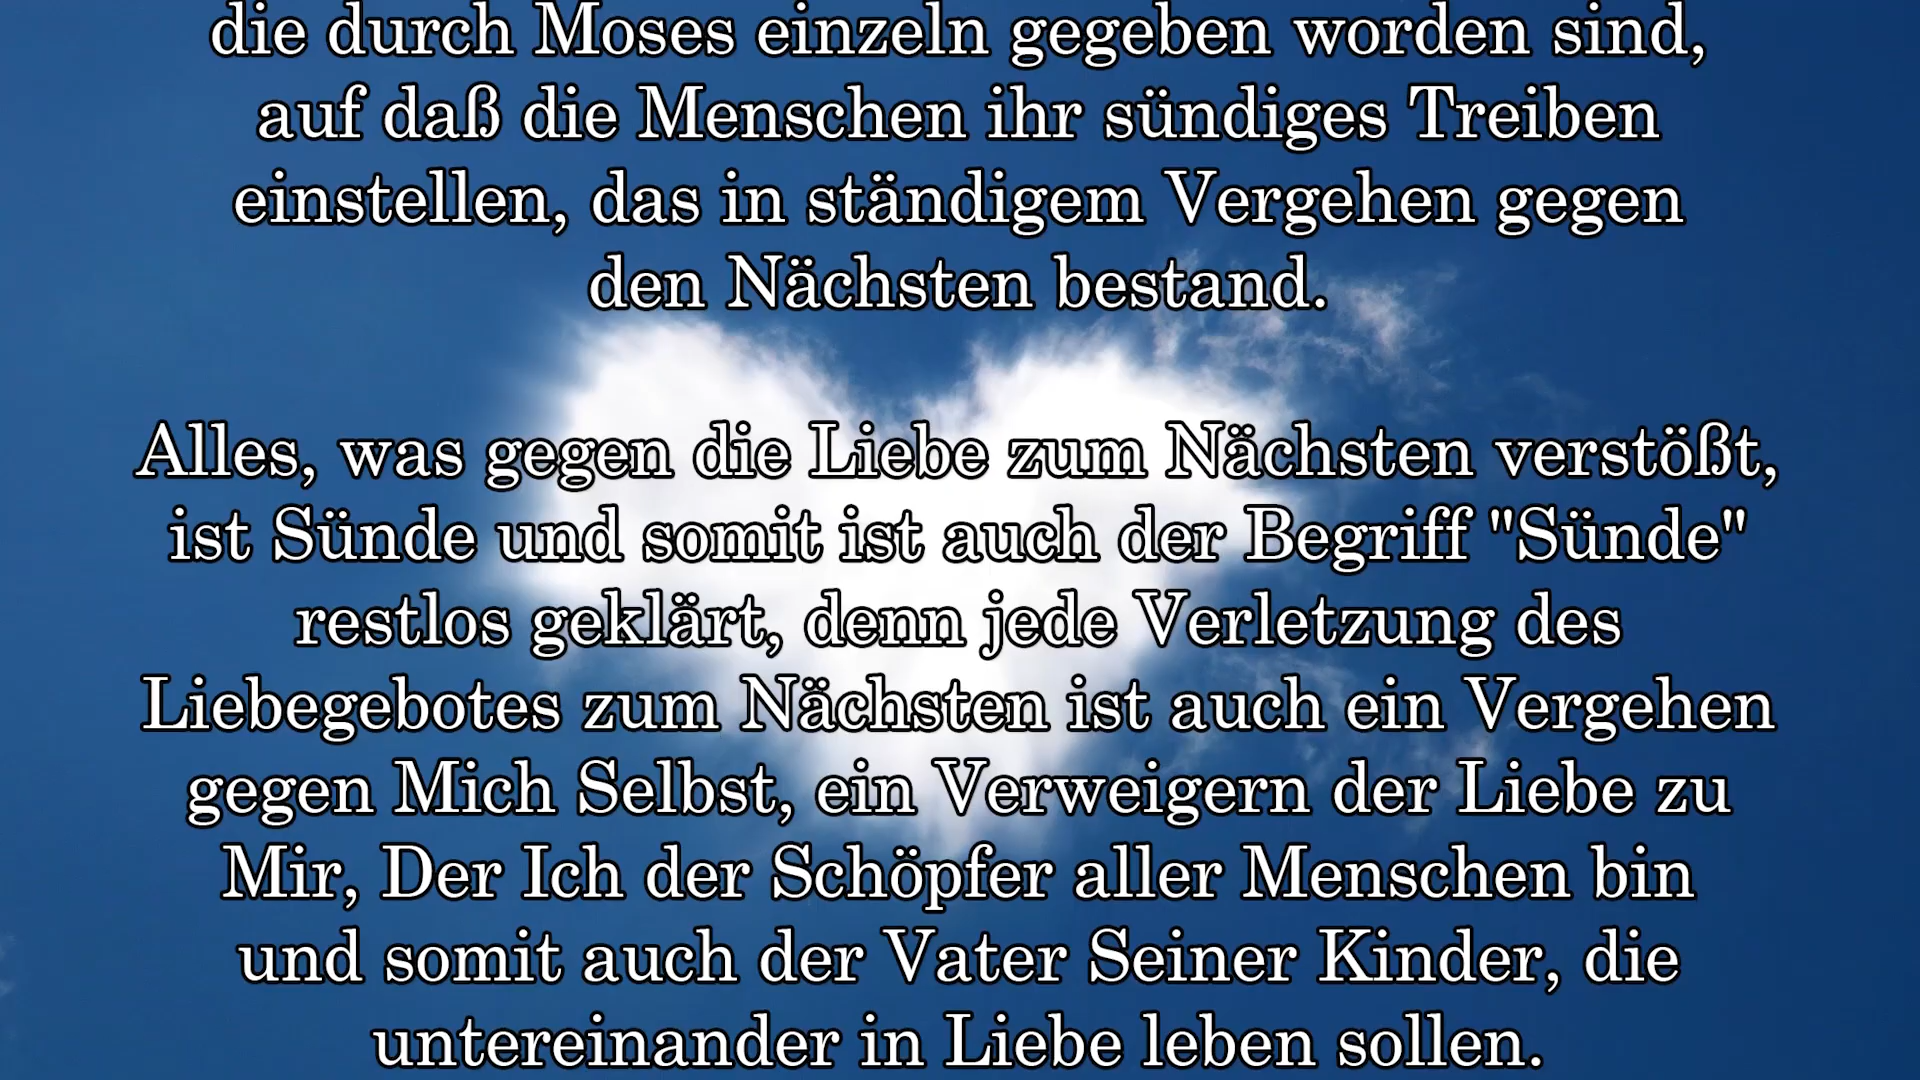 die durch Moses einzeln gegeben worden sind,
auf daß die Menschen ihr sündiges Treiben
einstellen, das in ständigem Vergehen gegen
den Nächsten bestand.
Alles, was gegen die Liebe zum Nächsten verstößt,
ist Sünde und somit ist auch der Begriff "Sünde"
restlos geklärt, denn jede Verletzung des
Liebegebotes zum Nächsten ist auch ein Vergehen
gegen Mich Selbst, ein Verweigern der Liebe zu
Mir, Der Ich der Schöpfer aller Menschen bin
und somit auch der Vater Seiner Kinder, die
untereinander in Liebe leben sollen.